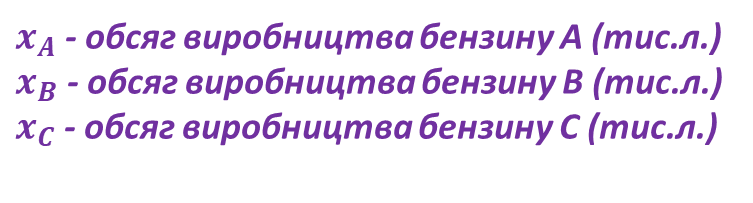 x_A - обсяг виробництва бензину А (тис.л.)
x_B - обсяг виробництва бензину В (тис.л.)
x_C - обсяг виробництва бензину С (тис.л.)